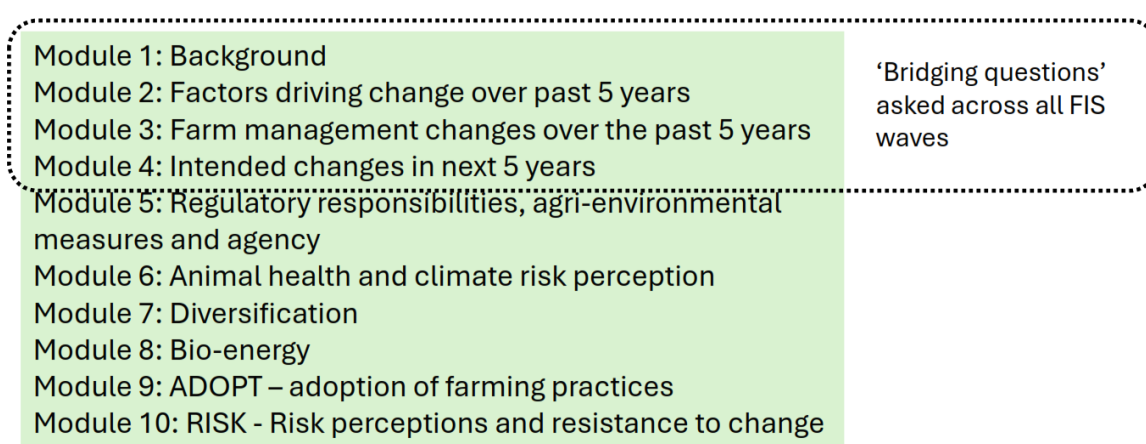 Module 1: Background
Module 2: Factors driving change over past 5 years
Module 3: Farm management changes over the past 5 years
Module 4: Intended changes in next 5 years
Module 5: Regulatory responsibilities, agri-environmental
measures and agency
Module 6: Animal health and climate risk perception
Module 7: Diversification
Module 8: Bio-energy
Module 9: ADOPT – adoption of farming practices
Module 10: RISK - Risk perceptions and resistance to change
‘Bridging questions’
asked across all FIS
waves